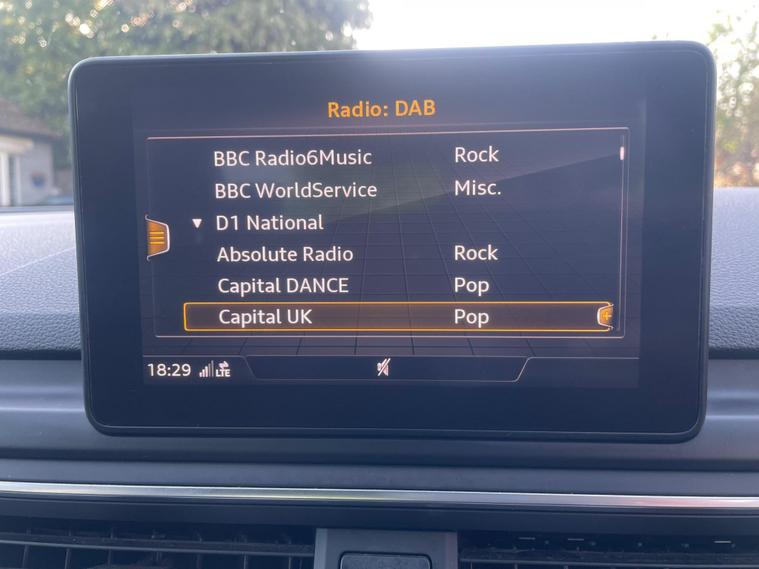 Radio: DAB
BBC Radio6Music Rock
BBC WorldService Misc.
D1 National
Absolute Radio Rock
Capital DANCE Pop
Capital UK Pop
18:29 LTE